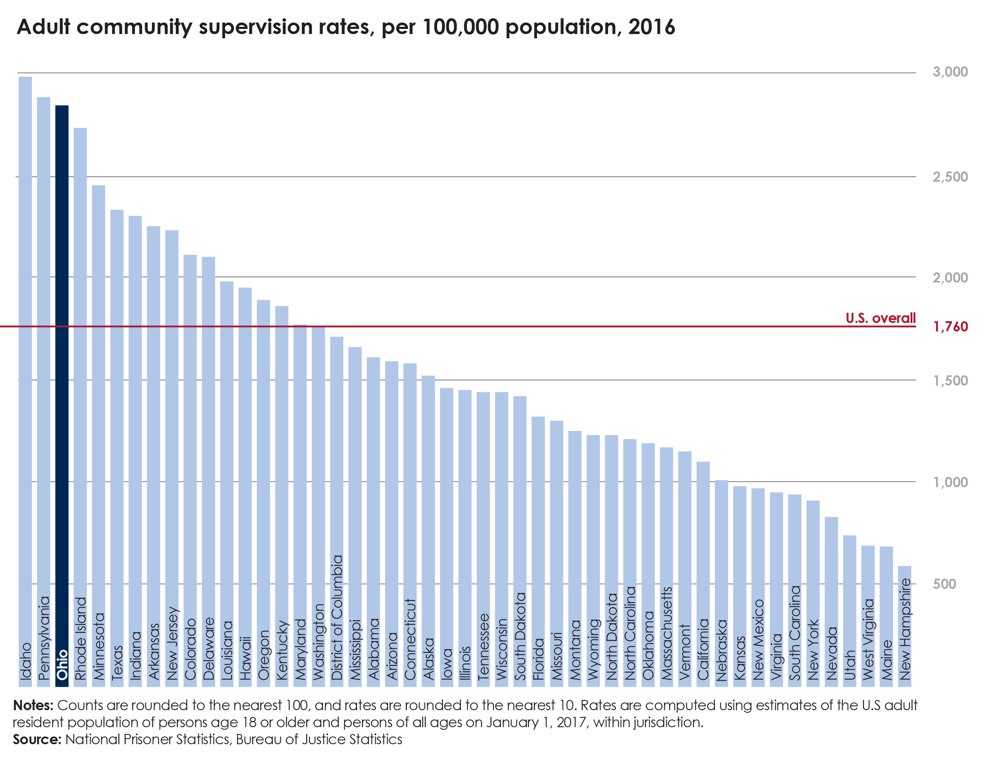 Adult community supervision rates, per 100,000 population, 2016
3,000
2,500
2,000
U.S. overall
1,760
1,500
1,000
500
Idaho
Pennsylvania
Ohio
Rhode Island
Minnesota
Texas
Indiana
Arkansas
New Jersey
Colorado
Delaware
Louisiana
Hawaii
Oregon
Kentucky
Maryland
Washington
District of Columbia
Mississippi
Alabama
Arizona
Connecticut
Alaska
Iowa
Illinois
Tennessee
Wisconsin
South Dakota
Florida
Missouri
Montana
Wyoming
North Dakota
North Carolina
Oklahoma
Massachusetts
Vermont
California
Nebraska
Kansas
New Mexico
Virginia
South Carolina
New York
Nevada
Utah
West Virginia
Maine
New Hampshire
Notes: Counts are rounded to the nearest 100, and rates are rounded to the nearest 10. Rates are computed using estimates of the U.S adult
resident population of persons age 18 or older and persons of all ages on January 1, 2017, within jurisdiction.
Source: National Prisoner Statistics, Bureau of Justice Statistics